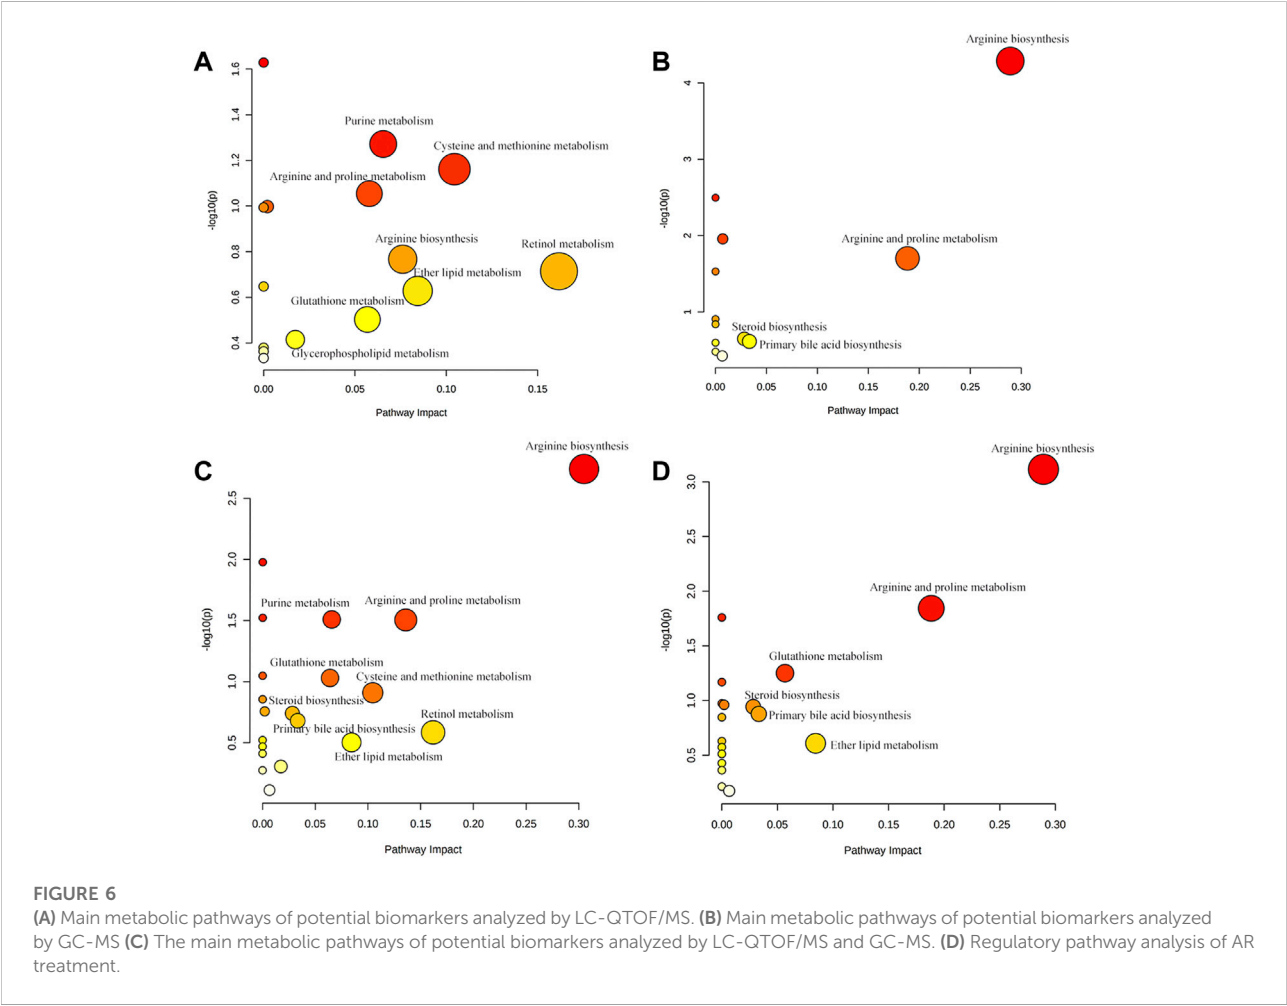 A
1.6
1.4
1.2
1.0
0.8
0.6
0.4
-log10(p)
Purine metabolism
Cysteine and methionine metabolism
Arginine and proline metabolism
Arginine biosynthesis
Retinol metabolism
Ether lipid metabolism
Glutathione metabolism
Glycerophospholipid metabolism
0.00 0.05 0.10 0.15
Pathway Impact
B
Arginine biosynthesis
4
3
2
1
-log10(p)
Arginine and proline metabolism
Steroid biosynthesis
Primary bile acid biosynthesis
0.00 0.05 0.10 0.15 0.20 0.25 0.30
Pathway Impact
C
Arginine biosynthesis
2.5
2.0
1.5
1.0
0.5
-log10(p)
Purine metabolism
Arginine and proline metabolism
Glutathione metabolism
Cysteine and methionine metabolism
Steroid biosynthesis
Retinol metabolism
Primary bile acid biosynthesis
Ether lipid metabolism
0.00 0.05 0.10 0.15 0.20 0.25 0.30
Pathway Impact
D
Arginine biosynthesis
3.0
2.5
2.0
1.5
1.0
0.5
-log10(p)
Arginine and proline metabolism
Glutathione metabolism
Steroid biosynthesis
Primary bile acid biosynthesis
Ether lipid metabolism
0.00 0.05 0.10 0.15 0.20 0.25 0.30
Pathway Impact
FIGURE 6
(A) Main metabolic pathways of potential biomarkers analyzed by LC-QTOF/MS. (B) Main metabolic pathways of potential biomarkers analyzed
by GC-MS (C) The main metabolic pathways of potential biomarkers analyzed by LC-QTOF/MS and GC-MS. (D) Regulatory pathway analysis of AR
treatment.